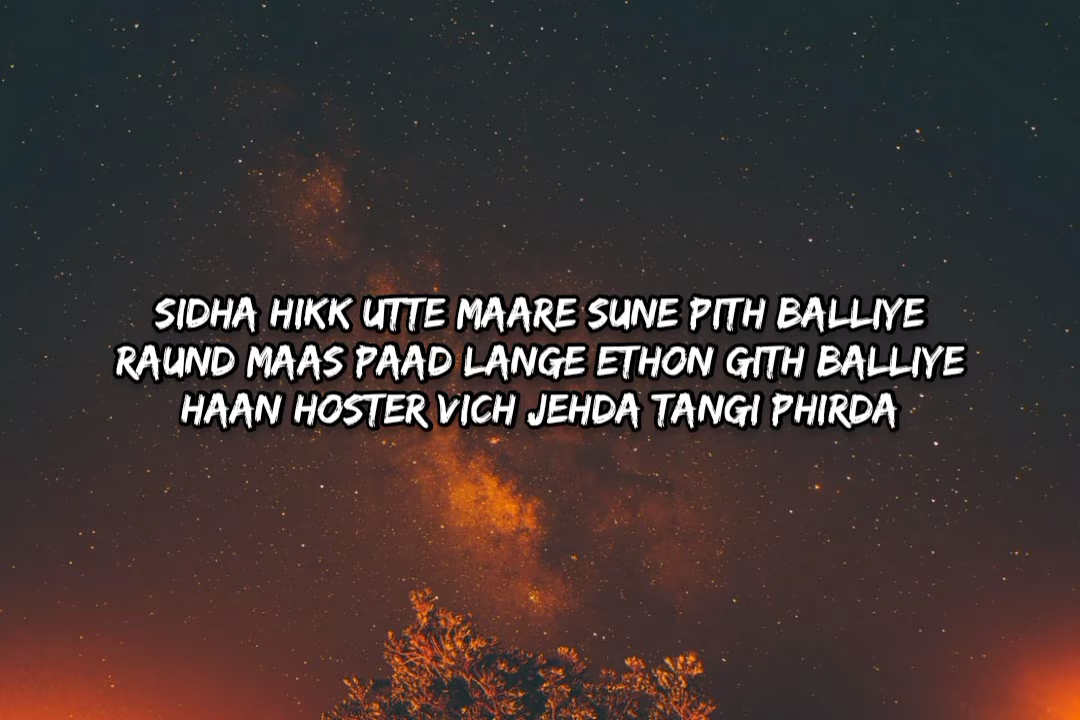 SIDHA HIKK UTTE MAARE SUNE PITH BALLIYE
RAUND MAAS PAAD LANGE ETHON GITH BALLIYE
HAAN HOSTER VICH JEHDA TANGI PHIRDA